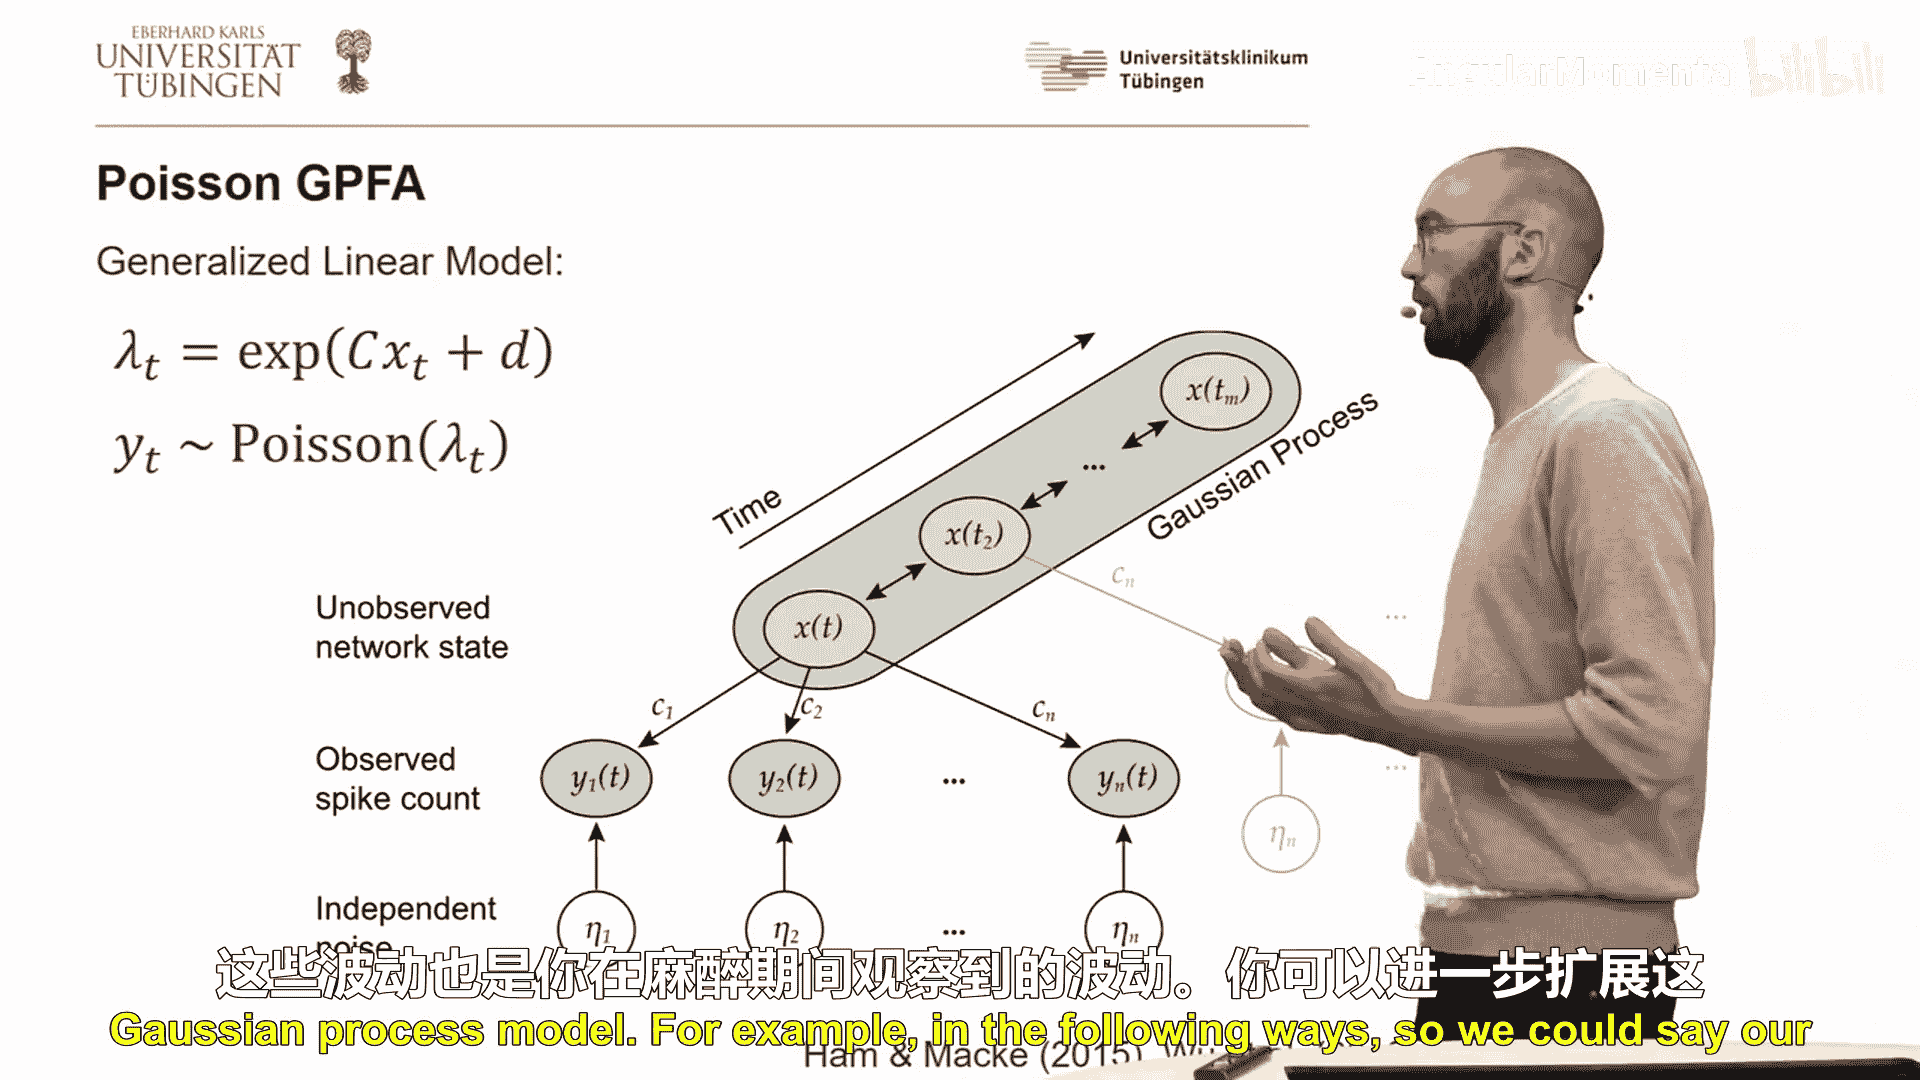 EBERHARD KARLS
UNIVERSITÄT
TÜBINGEN
Universitätsklinikum
Tübingen
AngularMomenta bilibili
Poisson GPFA
Generalized Linear Model:
λt = exp(Cxt + d)
yt ~ Poisson(λt)
Time
x(tm)
...
Gaussian Process
x(t2)
cn
...
Unobserved
network state
x(t)
c1
c2
cn
Observed
spike count
y1(t)
y2(t)
...
yn(t)
...
ηn
Independent
noise
η1
η2
...
ηn
这些波动也是你在麻醉期间观察到的波动。你可以进一步扩展这
Gaussian process model. For example, in the following ways, so we could say our
Ham & Macke (2015),